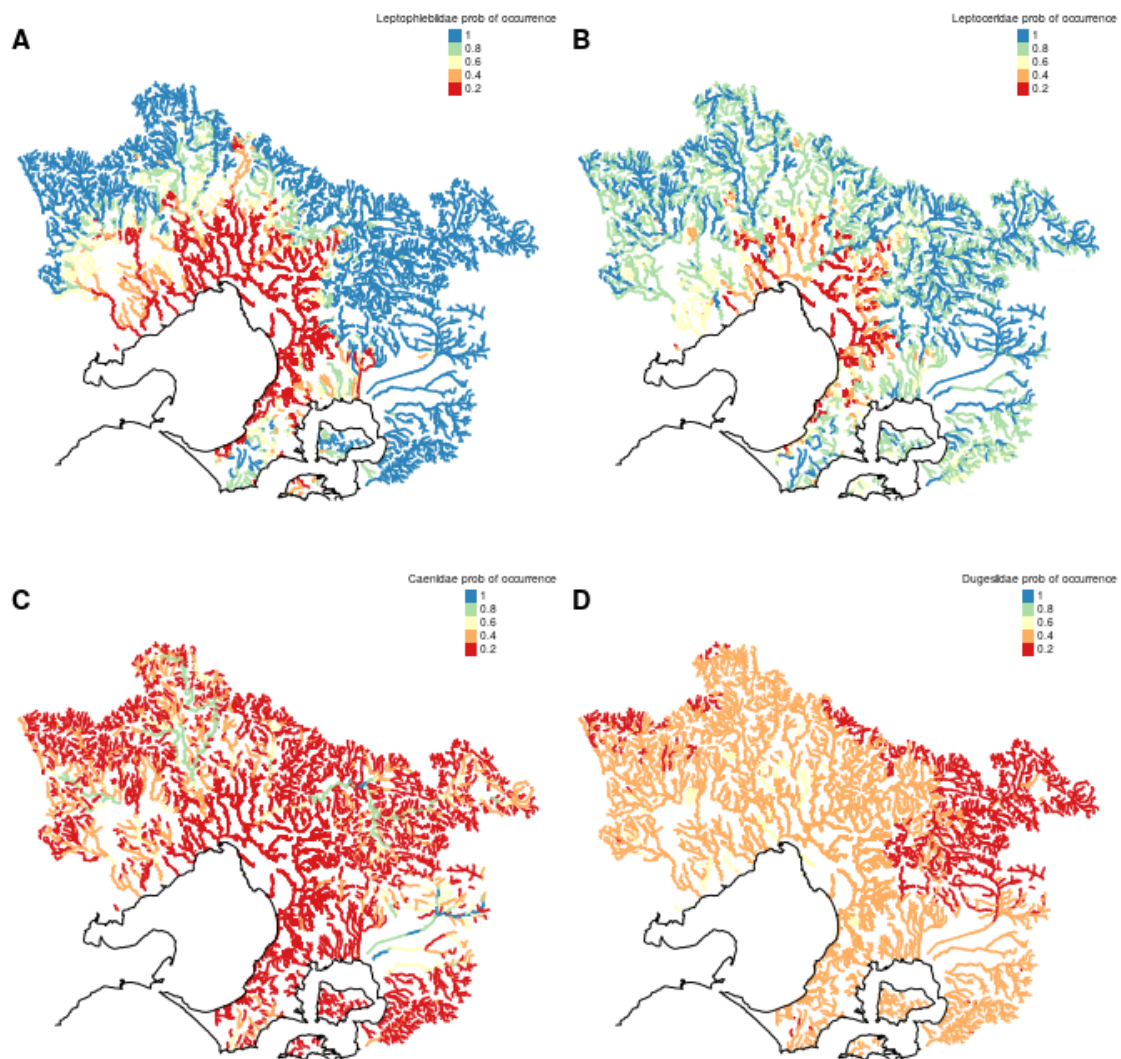 Leptophlebiidae prob of occurrence
A
1
0.8
0.6
0.4
0.2
Leptoceridae prob of occurrence
B
1
0.8
0.6
0.4
0.2
Caenidae prob of occurrence
C
1
0.8
0.6
0.4
0.2
Dugesiidae prob of occurrence
D
1
0.8
0.6
0.4
0.2